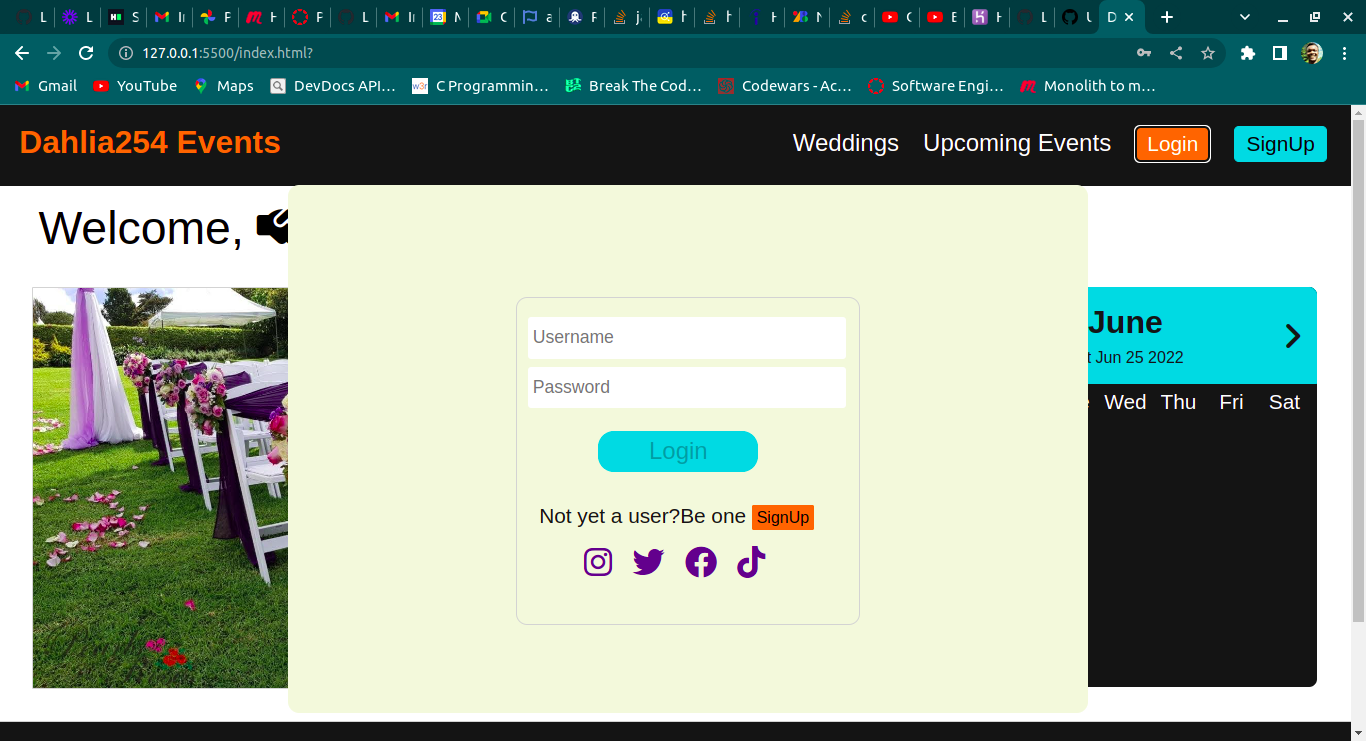 L
L
S
I
F
H
F
L
I
N
C
a
F
j
h
h
H
N
c
C
E
H
L
U
D
127.0.0.1:5500/index.html?
Gmail YouTube Maps DevDocs API... C Programmin... Break The Cod... Codewars - Ac... Software Engi... Monolith to m...
Dahlia254 Events Weddings Upcoming Events Login SignUp
Welcome,
June
t Jun 25 2022
Wed Thu Fri Sat
Username
Password
Login
Not yet a user?Be one SignUp